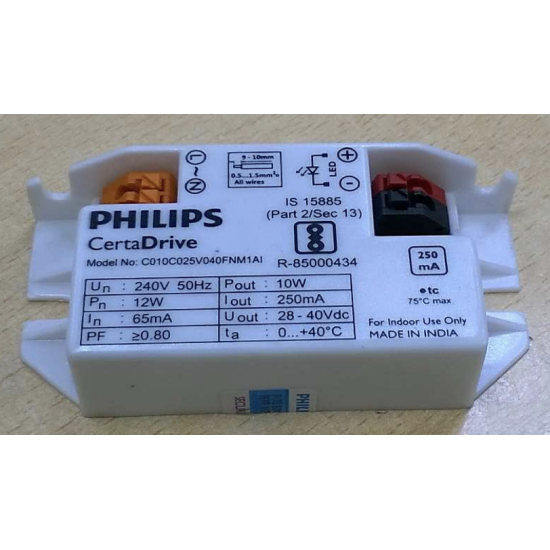 L ~ N
9 - 10mm
0.5...1.5mm²
All wires
LED
+
-
IS 15885
(Part 2/Sec 13)
R-85000434
PHILIPS
CertaDrive
Model No: C010C025V040FNM1AI
Un : 240V 50Hz
Pn : 12W
In : 65mA
PF : ≥0.80
Pout : 10W
Iout : 250mA
Uout : 28 - 40Vdc
ta : 0...+40°C
250
mA
•tc
75°C max
For Indoor Use Only
MADE IN INDIA
PHILI